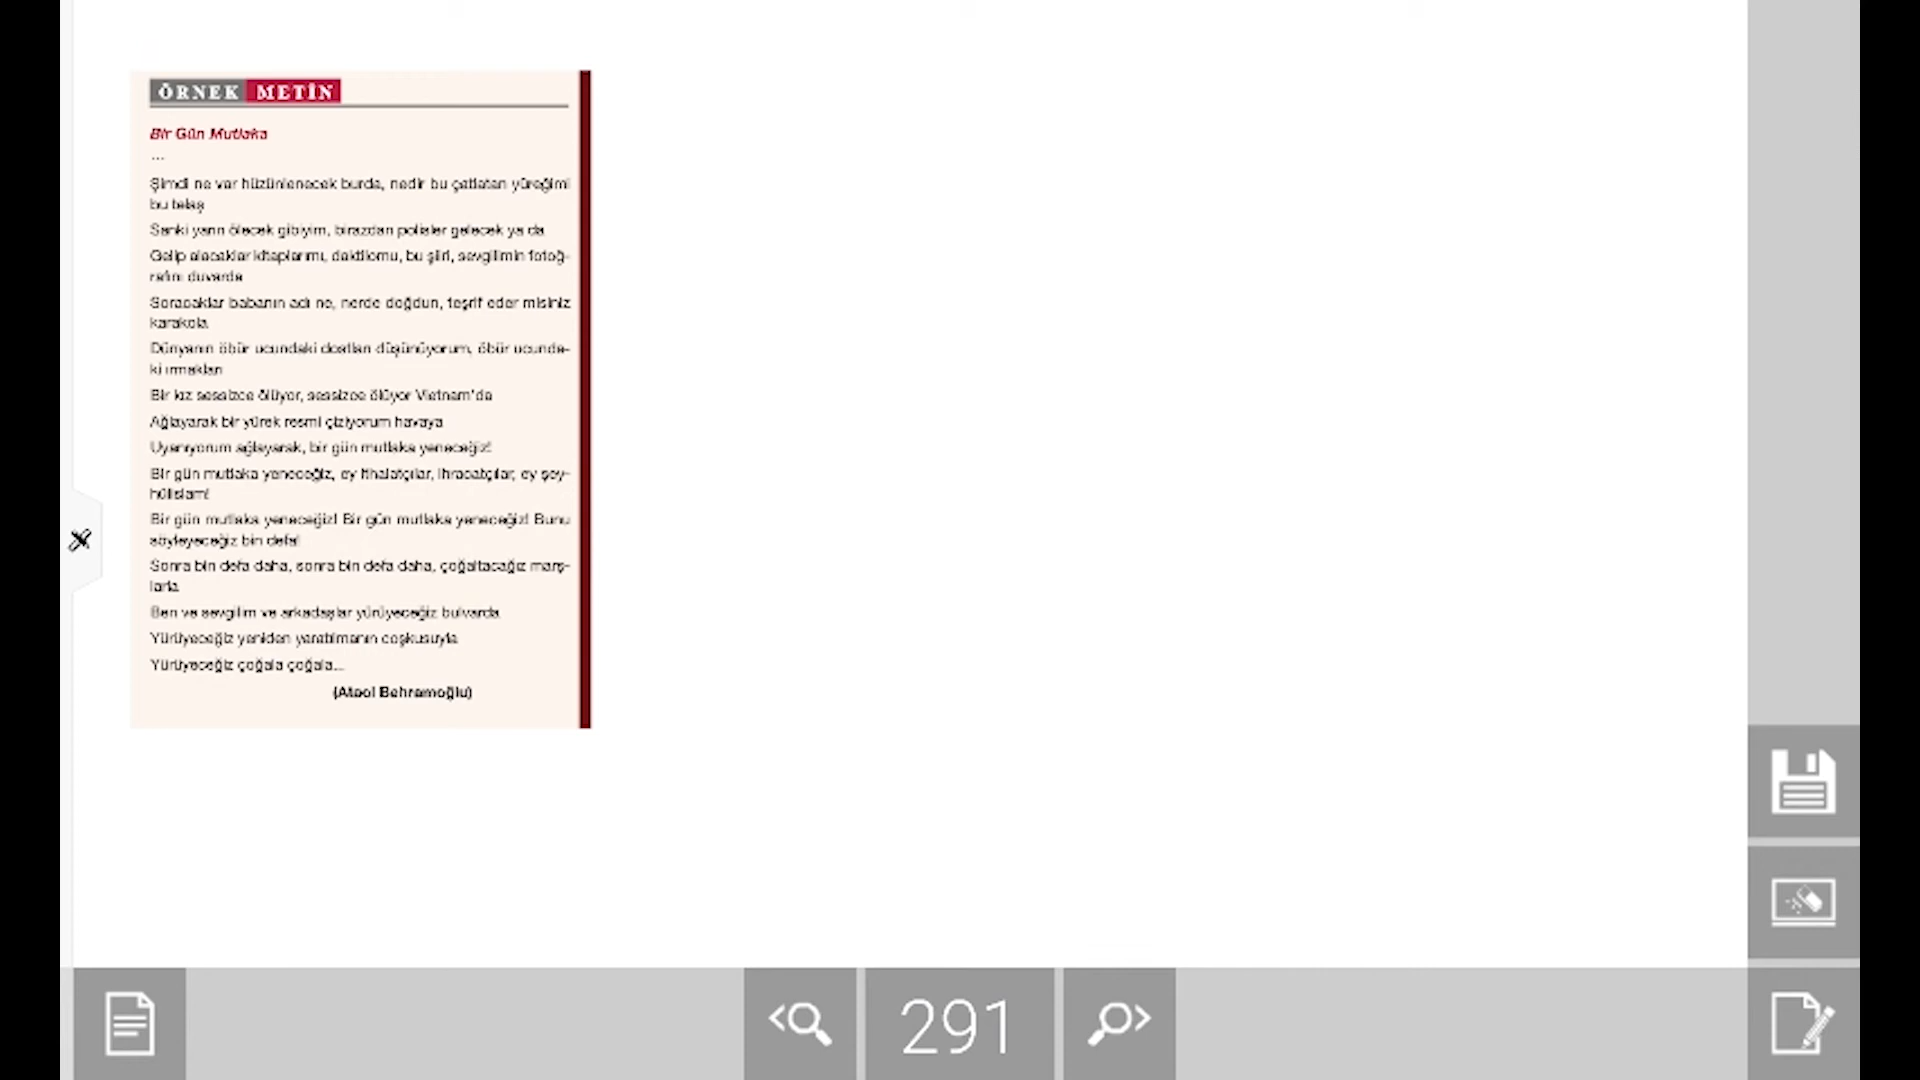 ÖRNEK METİN
Bir Gün Mutlaka
...
Şimdi ne var hüzünlenecek burda, nedir bu çatlatan yüreğimi
bu telaş
Sanki yarın ölecek gibiyim, birazdan polisler gelecek ya da
Gelip alacaklar kitaplarımı, daktilomu, bu şiiri, sevgilimin fotoğ-
rafını duvarda
Soracaklar babanın adı ne, nerde doğdun, teşrif eder misiniz
karakola
Dünyanın öbür ucundaki dostları düşünüyorum, öbür ucunda-
ki ırmakları
Bir kız sessizce ölüyor, sessizce ölüyor Vietnam'da
Ağlayarak bir yürek resmi çiziyorum havaya
Uyanıyorum ağlayarak, bir gün mutlaka yeneceğiz!
Bir gün mutlaka yeneceğiz, ey ithalatçılar, ihracatçılar, ey şey-
hülislam!
Bir gün mutlaka yeneceğiz! Bir gün mutlaka yeneceğiz! Bunu
söyleyeceğiz bin defa!
Sonra bin defa daha, sonra bin defa daha, çoğaltacağız marş-
larla
Ben ve sevgilim ve arkadaşlar yürüyeceğiz bulvarda
Yürüyeceğiz yeniden yaratılmanın coşkusuyla
Yürüyeceğiz çoğala çoğala...
(Ataol Behramoğlu)
291